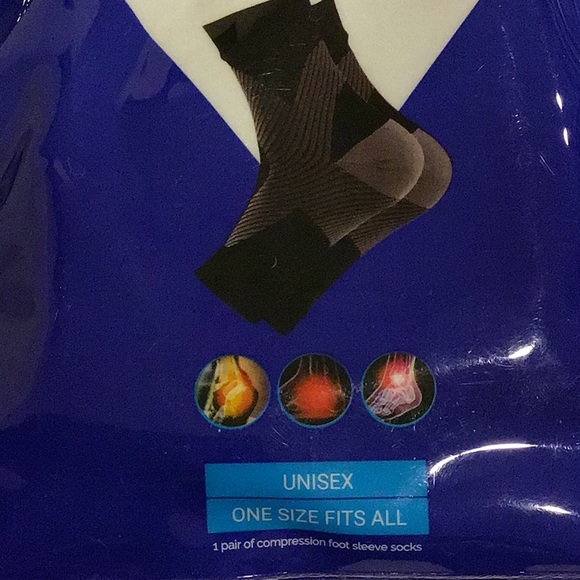 UNISEX
ONE SIZE FITS ALL
1 pair of compression foot sleeve socks